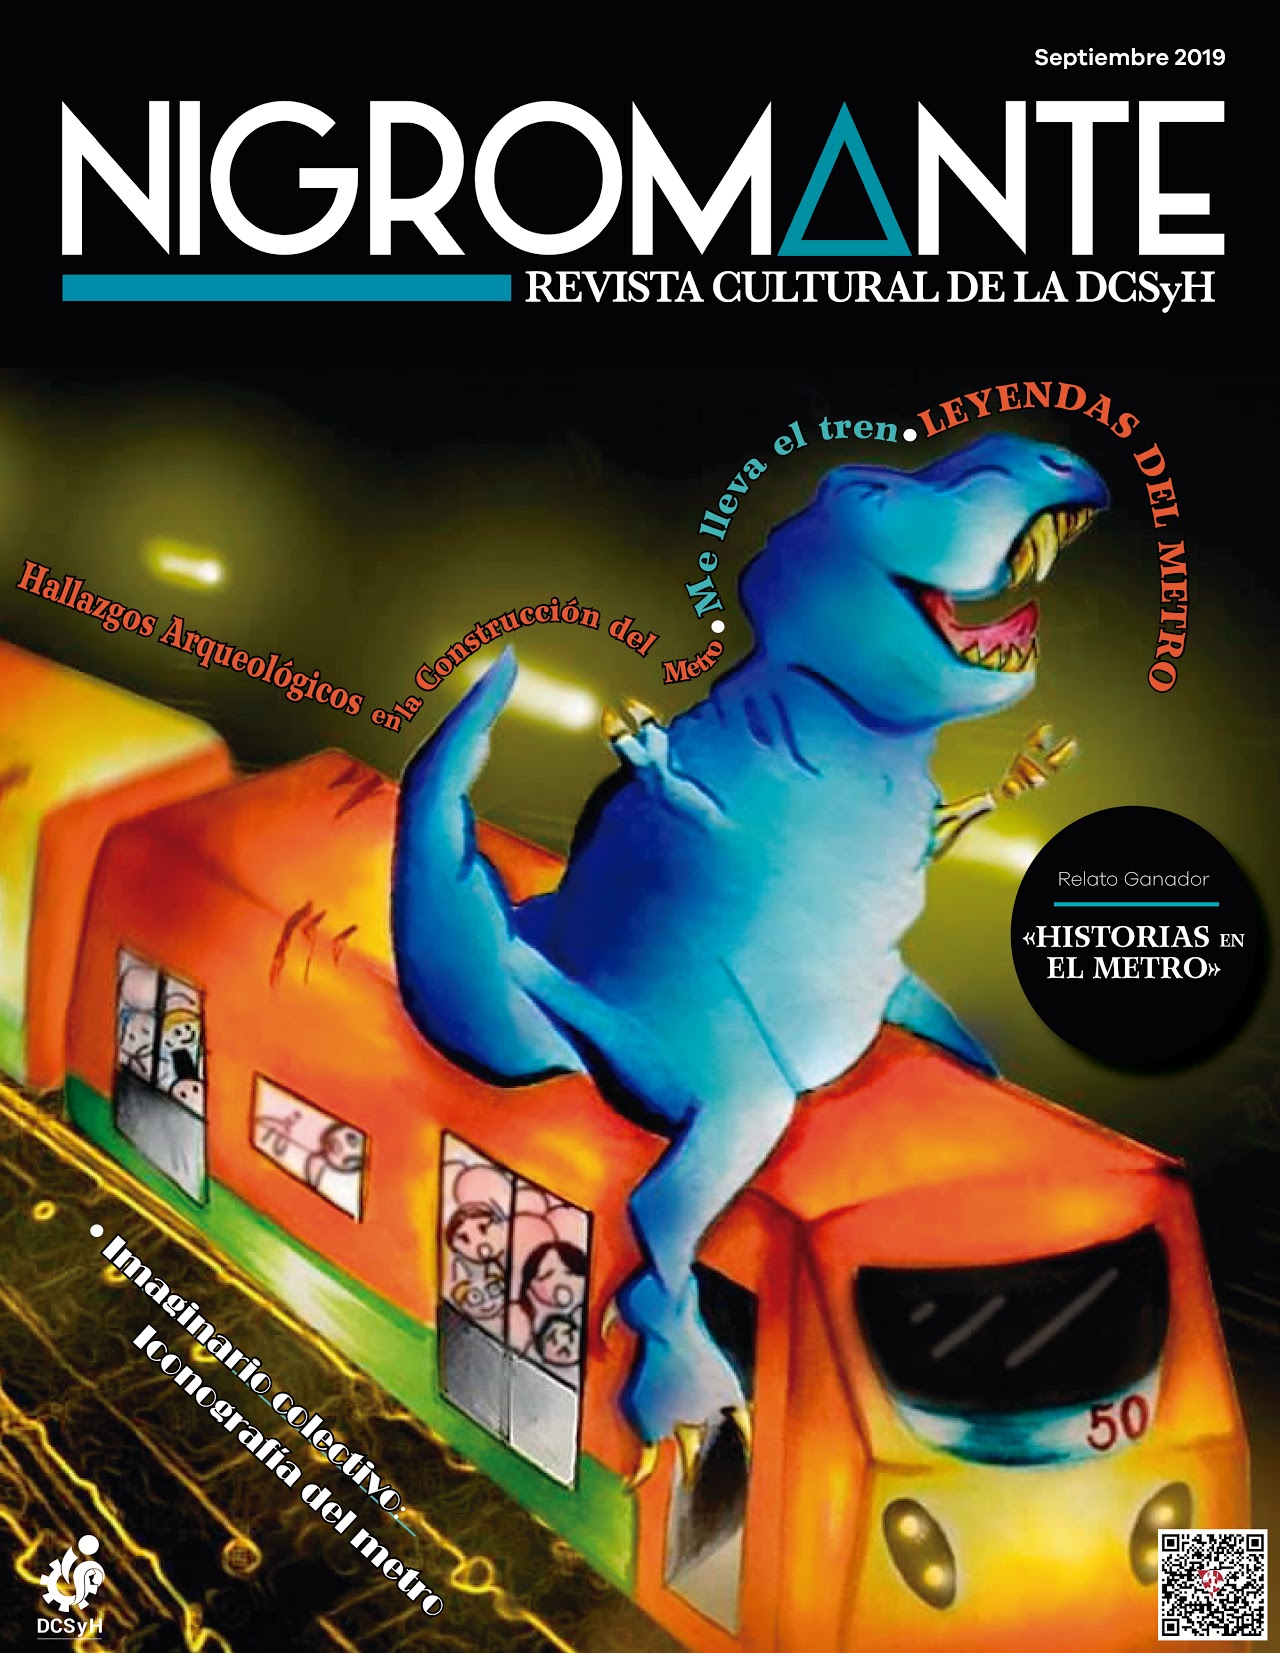 Septiembre 2019
NIGROMANTE
REVISTA CULTURAL DE LA DCSyH
Hallazgos Arqueológicos en la Construcción del Metro
Me lleva el tren
LEYENDAS DEL METRO
Relato Ganador
«HISTORIAS EN
EL METRO»
50
Imaginario colectivo.
Iconografía del metro
DCSyH